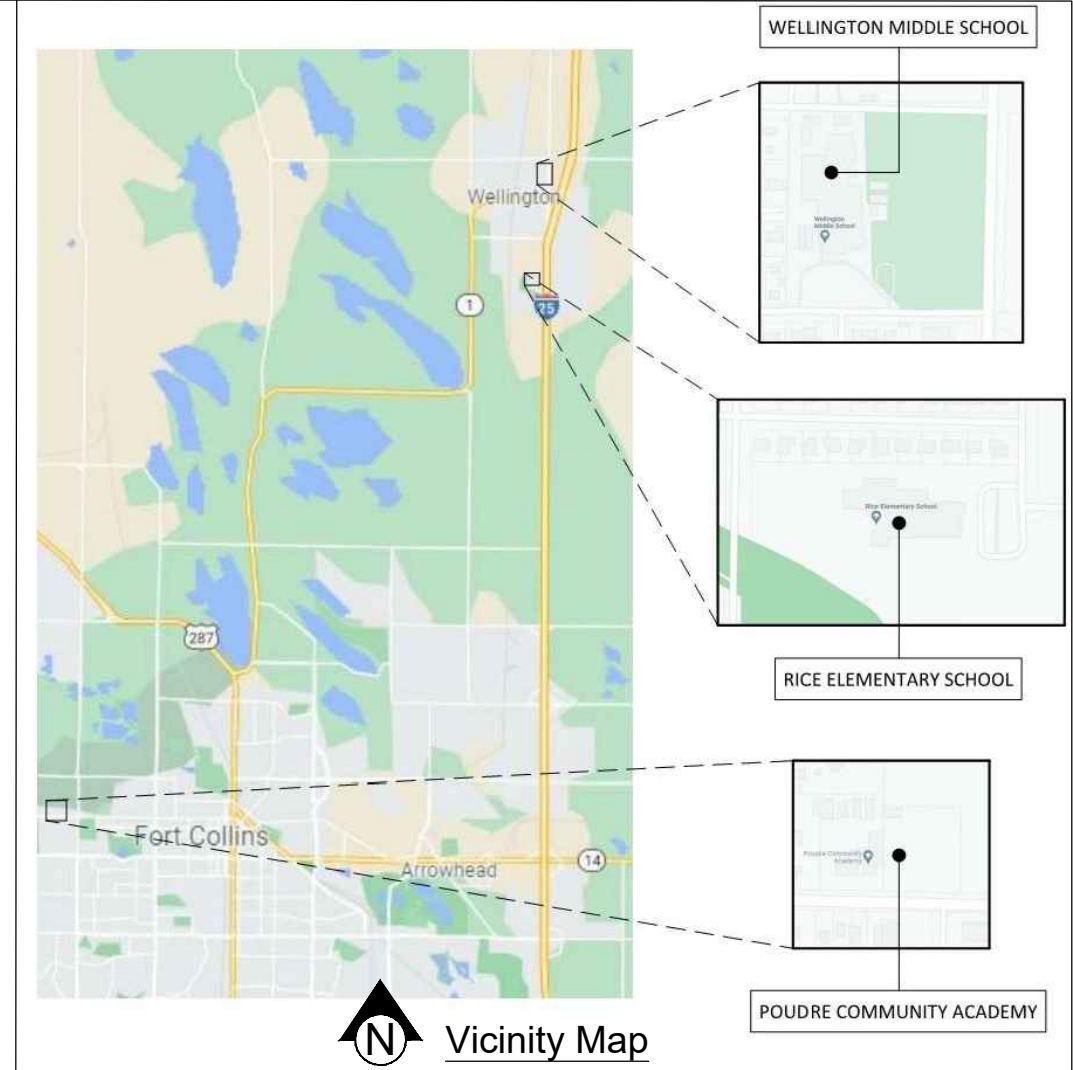 WELLINGTON MIDDLE SCHOOL
Wellington
Middle School
Wellington
1
25
Rice Elementary School
RICE ELEMENTARY SCHOOL
287
Fort Collins
Arrowhead
14
Poudre Community
Academy
POUDRE COMMUNITY ACADEMY
N
Vicinity Map